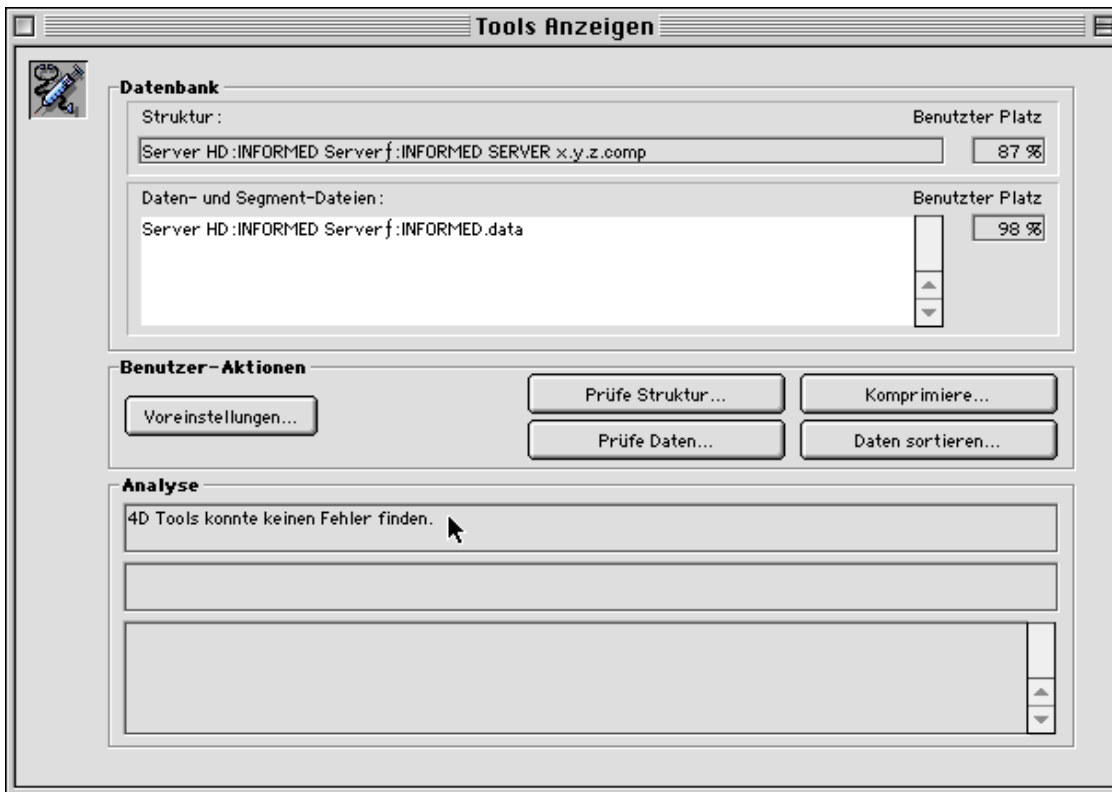 Tools Anzeigen
Datenbank
Struktur: Benutzter Platz
Server HD:INFORMED Serverƒ:INFORMED SERVER x.y.z.comp 87 %
Daten- und Segment-Dateien: Benutzter Platz
Server HD:INFORMED Serverƒ:INFORMED.data 98 %
Benutzer-Aktionen
Voreinstellungen... Prüfe Struktur... Komprimiere...
Prüfe Daten... Daten sortieren...
Analyse
4D Tools konnte keinen Fehler finden.